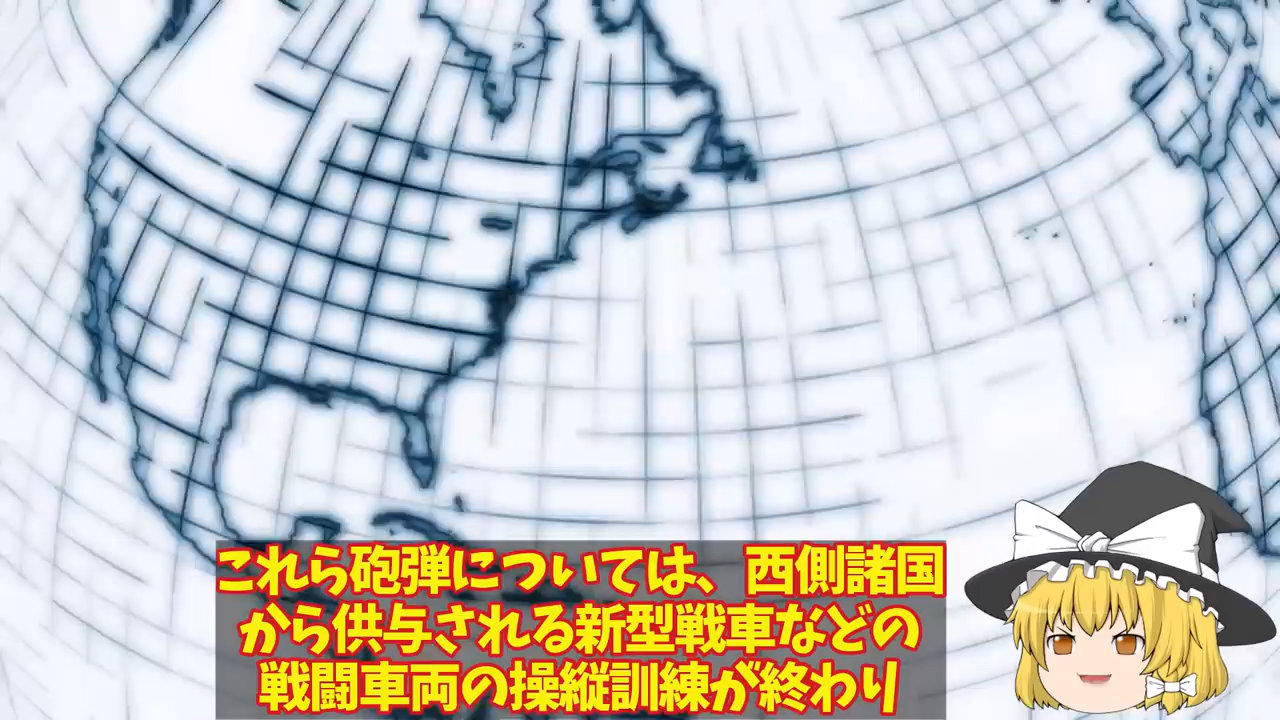 これら砲弾については、西側諸国
から供与される新型戦車などの
戦闘車両の操縦訓練が終わり